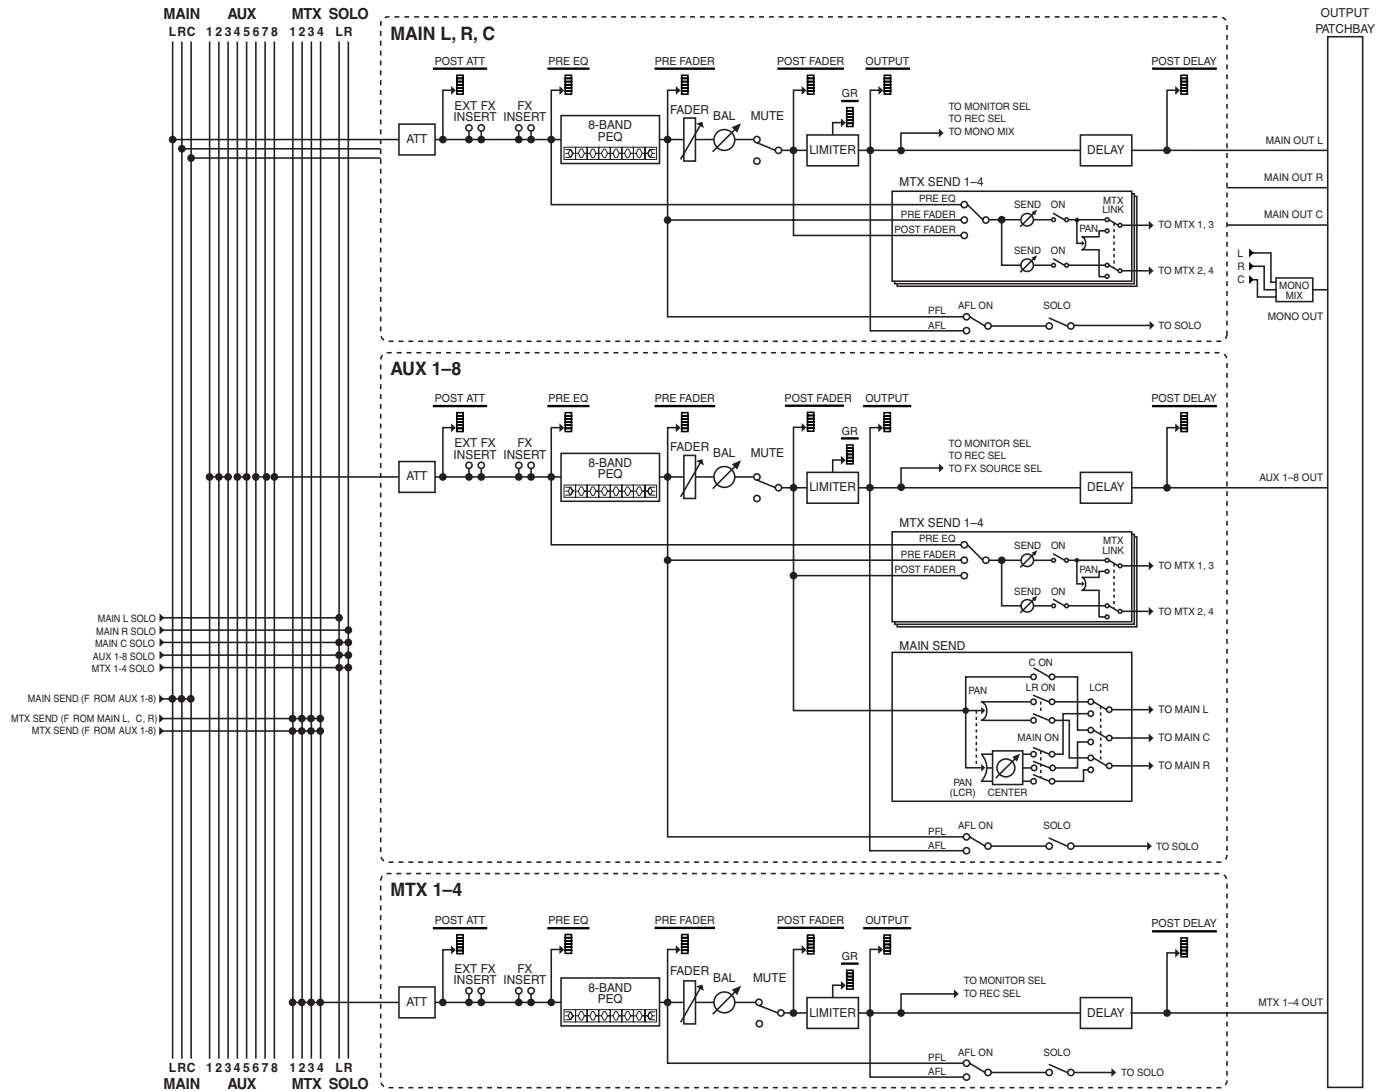 MAIN AUX MTX SOLO
LRC 12345678 1234 LR
OUTPUT
PATCHBAY
MAIN L, R, C
POST ATT
PRE EQ
PRE FADER
POST FADER
OUTPUT
POST DELAY
GR
EXT FX
INSERT
FX
INSERT
8-BAND
PEQ
FADER
BAL
MUTE
ATT
LIMITER
TO MONITOR SEL
TO REC SEL
TO MONO MIX
DELAY
MAIN OUT L
MAIN OUT R
MAIN OUT C
MTX SEND 1–4
PRE EQ
PRE FADER
POST FADER
SEND
ON
MTX
LINK
PAN
TO MTX 1, 3
SEND
ON
TO MTX 2, 4
L
R
C
MONO
MIX
MONO OUT
PFL
AFL
AFL ON
SOLO
TO SOLO
AUX 1–8
POST ATT
PRE EQ
PRE FADER
POST FADER
OUTPUT
POST DELAY
GR
EXT FX
INSERT
FX
INSERT
8-BAND
PEQ
FADER
BAL
MUTE
ATT
LIMITER
TO MONITOR SEL
TO REC SEL
TO FX SOURCE SEL
DELAY
AUX 1–8 OUT
MTX SEND 1–4
PRE EQ
PRE FADER
POST FADER
SEND
ON
MTX
LINK
PAN
TO MTX 1, 3
SEND
ON
TO MTX 2, 4
MAIN L SOLO
MAIN R SOLO
MAIN C SOLO
AUX 1-8 SOLO
MTX 1-4 SOLO
MAIN SEND (F ROM AUX 1-8)
MTX SEND (F ROM MAIN L, C, R)
MTX SEND (F ROM AUX 1-8)
MAIN SEND
C ON
PAN
LR ON
LCR
MAIN ON
PAN
(LCR)
CENTER
TO MAIN L
TO MAIN C
TO MAIN R
PFL
AFL
AFL ON
SOLO
TO SOLO
MTX 1–4
POST ATT
PRE EQ
PRE FADER
POST FADER
OUTPUT
POST DELAY
GR
EXT FX
INSERT
FX
INSERT
8-BAND
PEQ
FADER
BAL
MUTE
ATT
LIMITER
TO MONITOR SEL
TO REC SEL
DELAY
MTX 1–4 OUT
PFL
AFL
AFL ON
SOLO
TO SOLO
LRC 12345678 1234 LR
MAIN AUX MTX SOLO